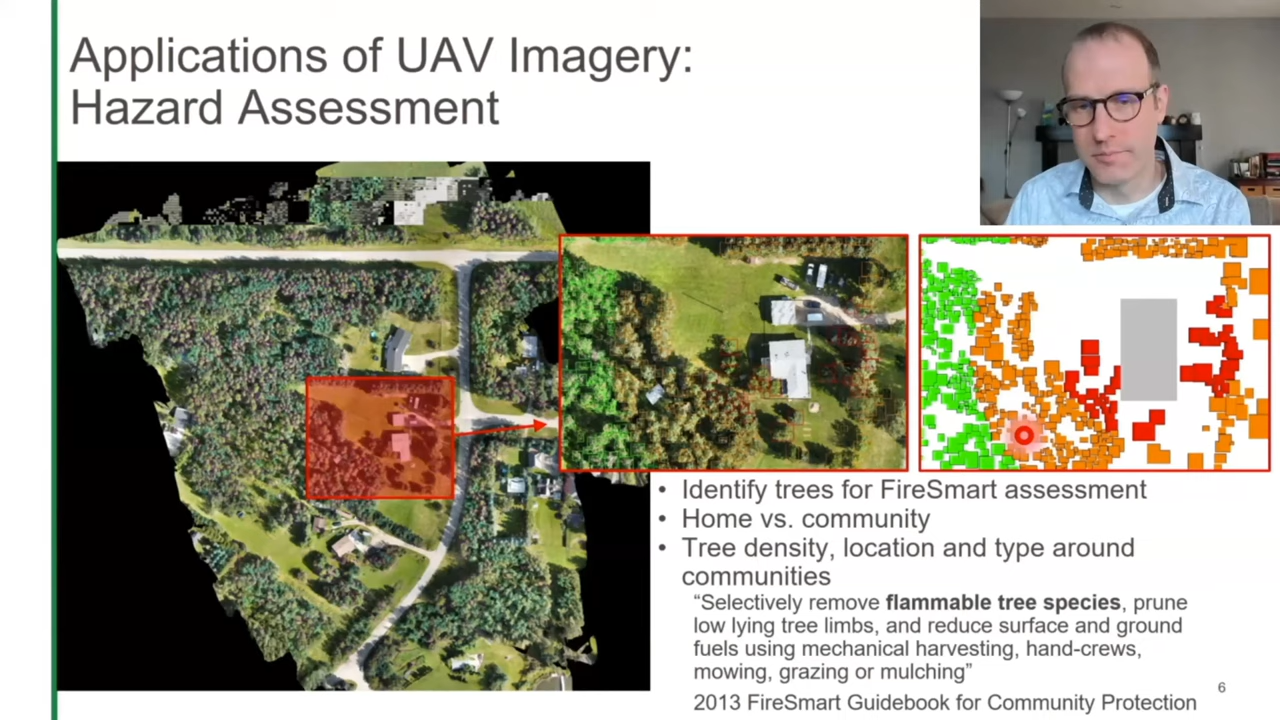 Applications of UAV Imagery:
Hazard Assessment
• Identify trees for FireSmart assessment
• Home vs. community
• Tree density, location and type around
communities
“Selectively remove flammable tree species, prune
low lying tree limbs, and reduce surface and ground
fuels using mechanical harvesting, hand-crews,
mowing, grazing or mulching”
2013 FireSmart Guidebook for Community Protection
6